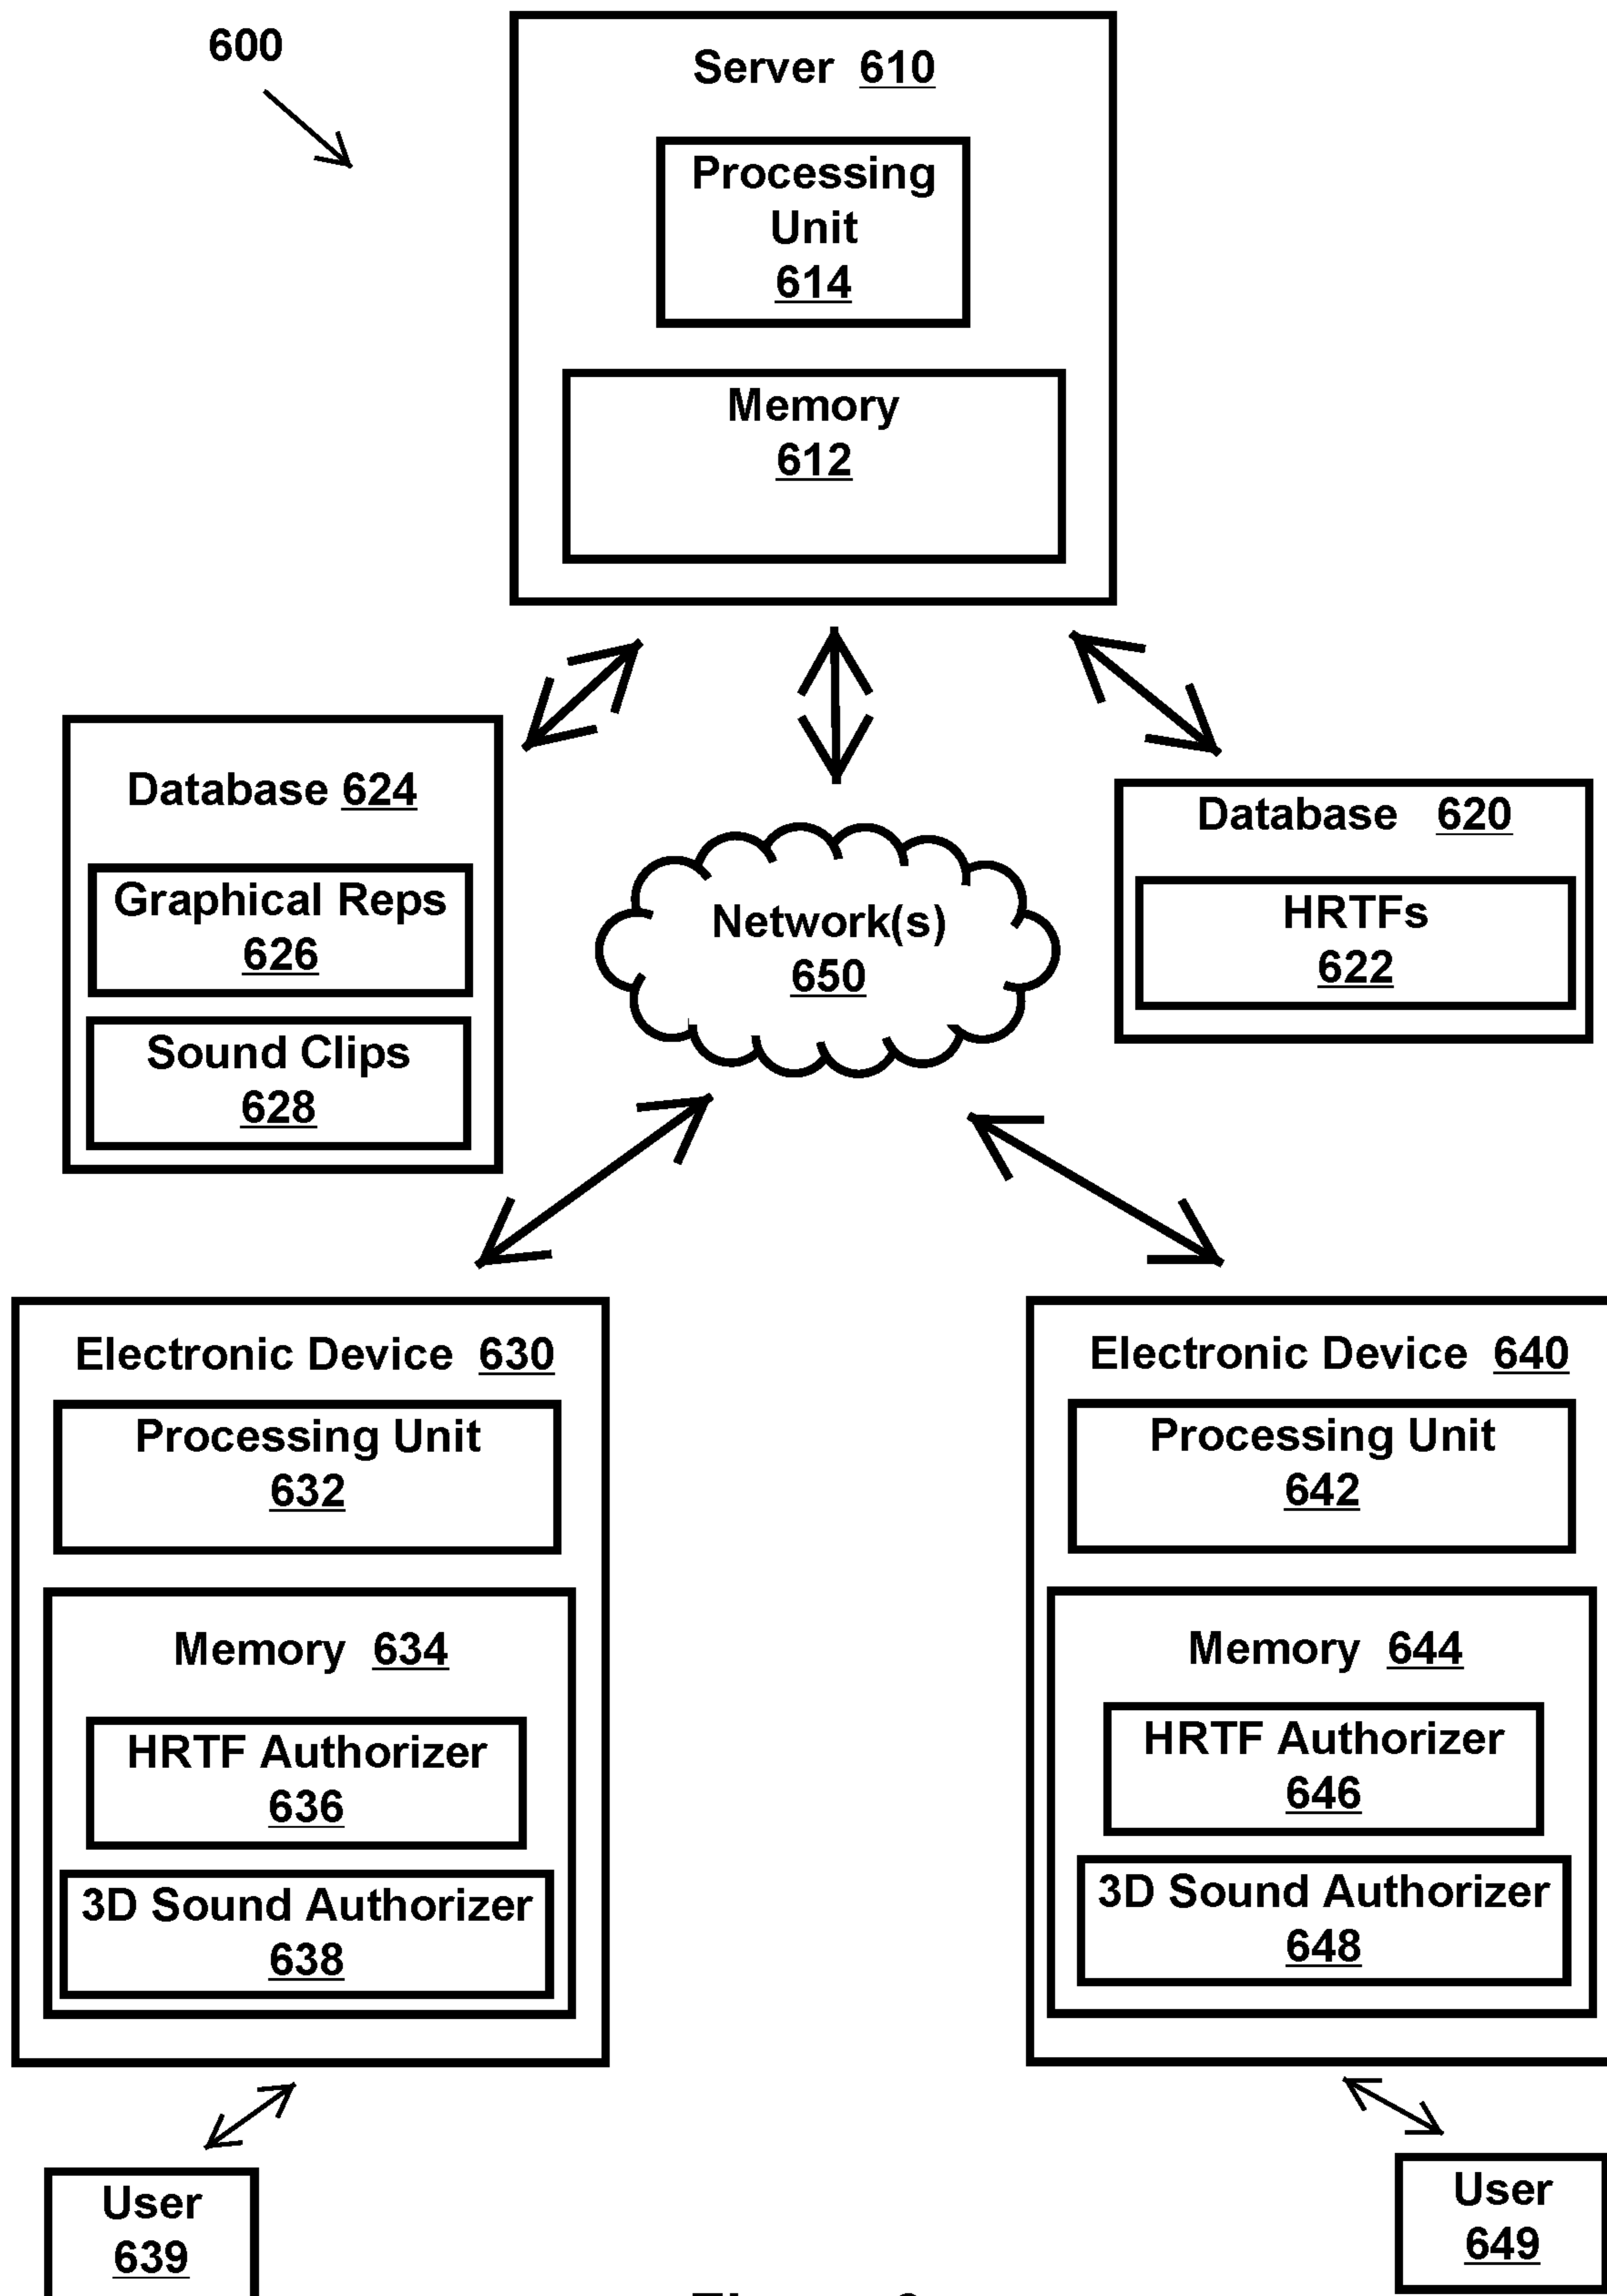 600
Server 610
Processing
Unit
614
Memory
612
Database 624
Graphical Reps
626
Sound Clips
628
Network(s)
650
Database 620
HRTFs
622
Electronic Device 630
Processing Unit
632
Memory 634
HRTF Authorizer
636
3D Sound Authorizer
638
User
639
Electronic Device 640
Processing Unit
642
Memory 644
HRTF Authorizer
646
3D Sound Authorizer
648
User
649